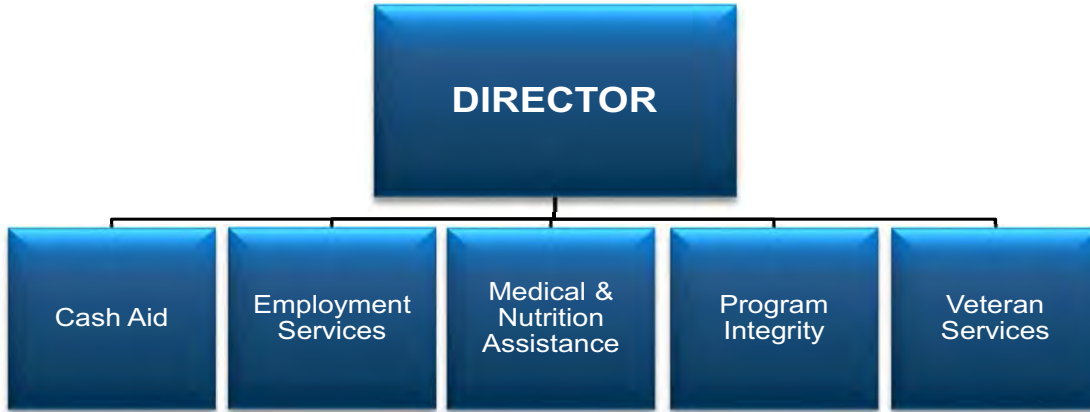 DIRECTOR
Cash Aid
Employment
Services
Medical &
Nutrition
Assistance
Program
Integrity
Veteran
Services